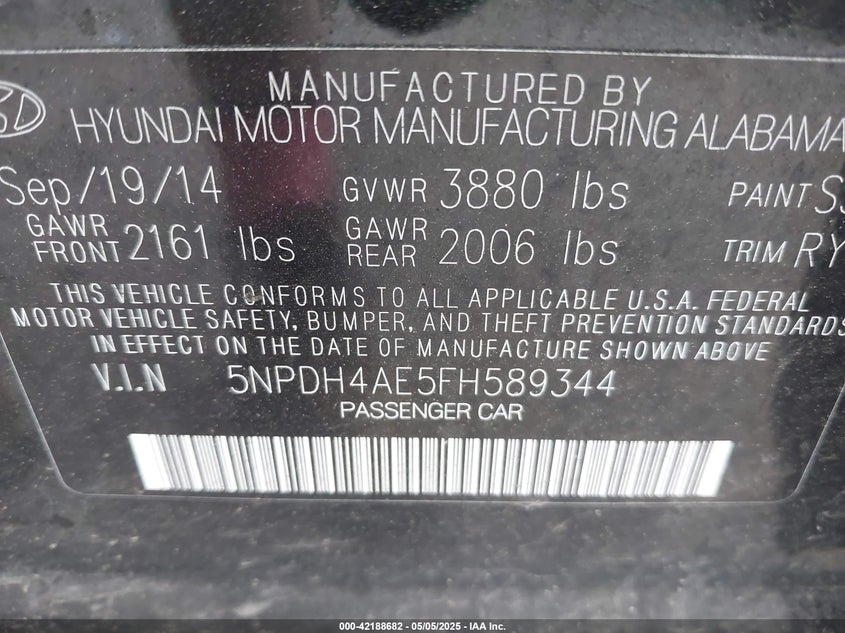 MANUFACTURED BY
HYUNDAI MOTOR MANUFACTURING ALABAMA
Sep/19/14 GVWR 3880 lbs PAINT
GAWR FRONT 2161 lbs GAWR REAR 2006 lbs TRIM RY
THIS VEHICLE CONFORMS TO ALL APPLICABLE U.S.A. FEDERAL
MOTOR VEHICLE SAFETY, BUMPER, AND THEFT PREVENTION STANDARDS
IN EFFECT ON THE DATE OF MANUFACTURE SHOWN ABOVE
V.I.N 5NPDH4AE5FH589344
PASSENGER CAR
000-42188682 - 05/05/2025 - IAA Inc.